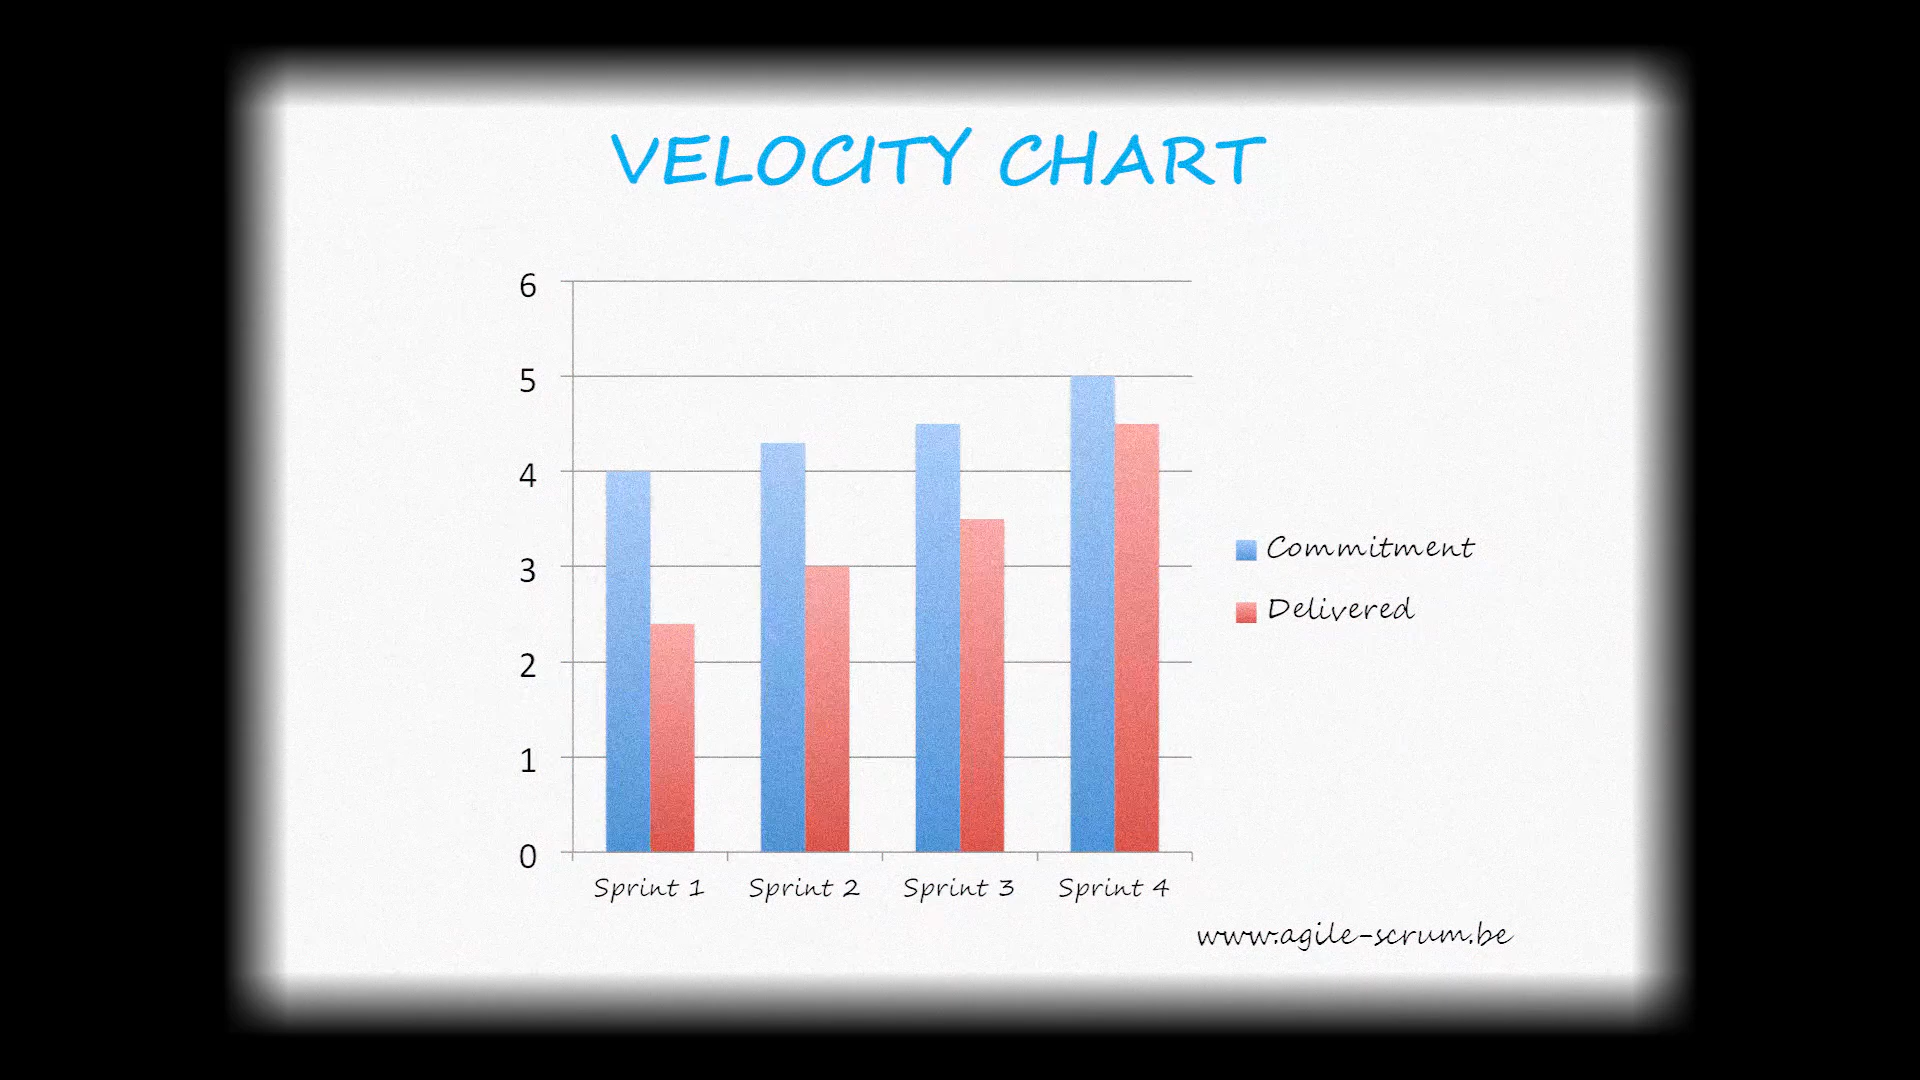 VELOCITY CHART
6
5
4
3
2
1
0
Commitment
Delivered
Sprint 1 Sprint 2 Sprint 3 Sprint 4
www.agile-scrum.be